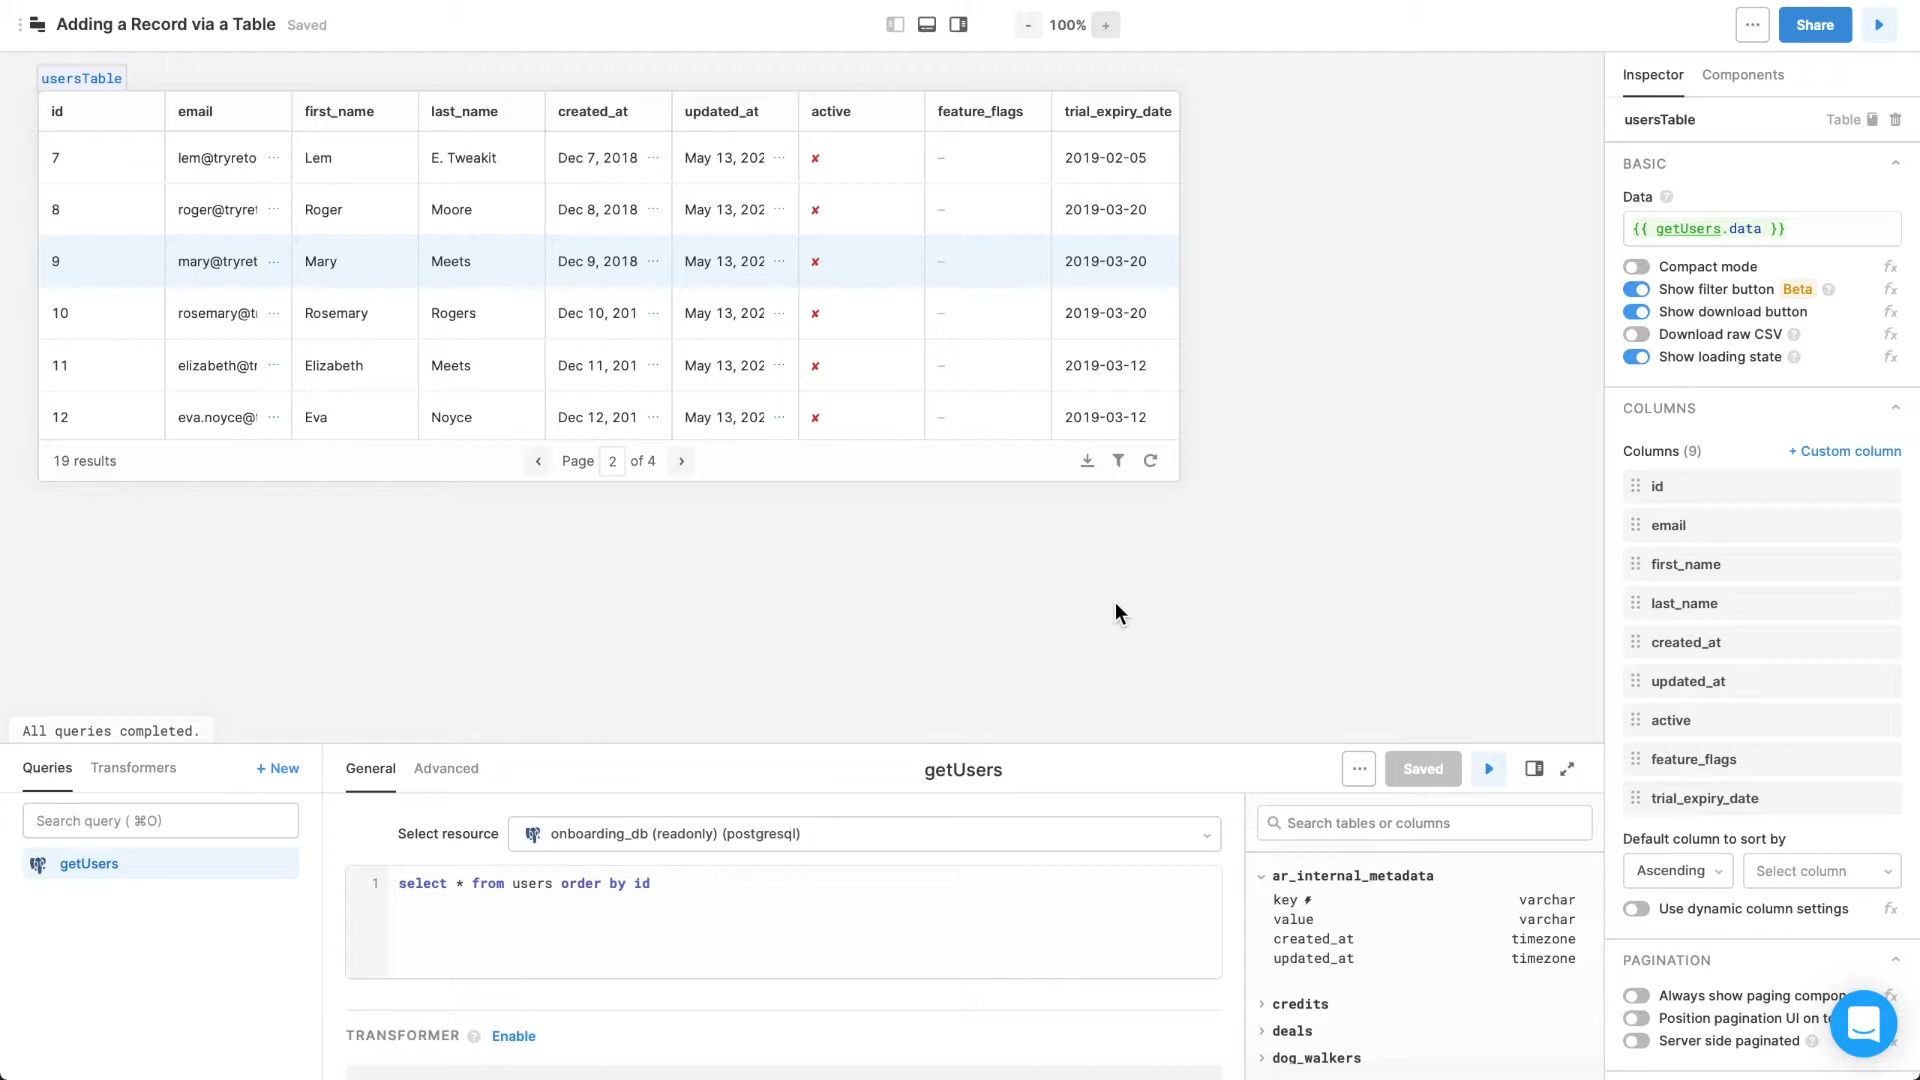 Adding a Record via a Table Saved
- 100% +
... Share
usersTable
id email first_name last_name created_at updated_at active feature_flags trial_expiry_date
7 lem@tryreto ... Lem E. Tweakit Dec 7, 2018 ... May 13, 202 ... ✘ – 2019-02-05
8 roger@tryret ... Roger Moore Dec 8, 2018 ... May 13, 202 ... ✘ – 2019-03-20
9 mary@tryret ... Mary Meets Dec 9, 2018 ... May 13, 202 ... ✘ – 2019-03-20
10 rosemary@t ... Rosemary Rogers Dec 10, 201 ... May 13, 202 ... ✘ – 2019-03-20
11 elizabeth@tr ... Elizabeth Meets Dec 11, 201 ... May 13, 202 ... ✘ – 2019-03-12
12 eva.noyce@ ... Eva Noyce Dec 12, 201 ... May 13, 202 ... ✘ – 2019-03-12
19 results Page 2 of 4
All queries completed.
Queries Transformers + New
Search query ( ⌘O)
getUsers
General Advanced getUsers ... Saved
Select resource onboarding_db (readonly) (postgresql)
1 select * from users order by id
TRANSFORMER ? Enable
Search tables or columns
ar_internal_metadata
key varchar
value varchar
created_at timezone
updated_at timezone
credits
deals
dog_walkers
Inspector Components
usersTable Table
BASIC
Data ?
{{ getUsers.data }}
Compact mode fx
Show filter button Beta ? fx
Show download button fx
Download raw CSV ? fx
Show loading state ? fx
COLUMNS
Columns (9) + Custom column
id
email
first_name
last_name
created_at
updated_at
active
feature_flags
trial_expiry_date
Default column to sort by
Ascending Select column
Use dynamic column settings fx
PAGINATION
Always show paging compon
Position pagination UI on t
Server side paginated ?